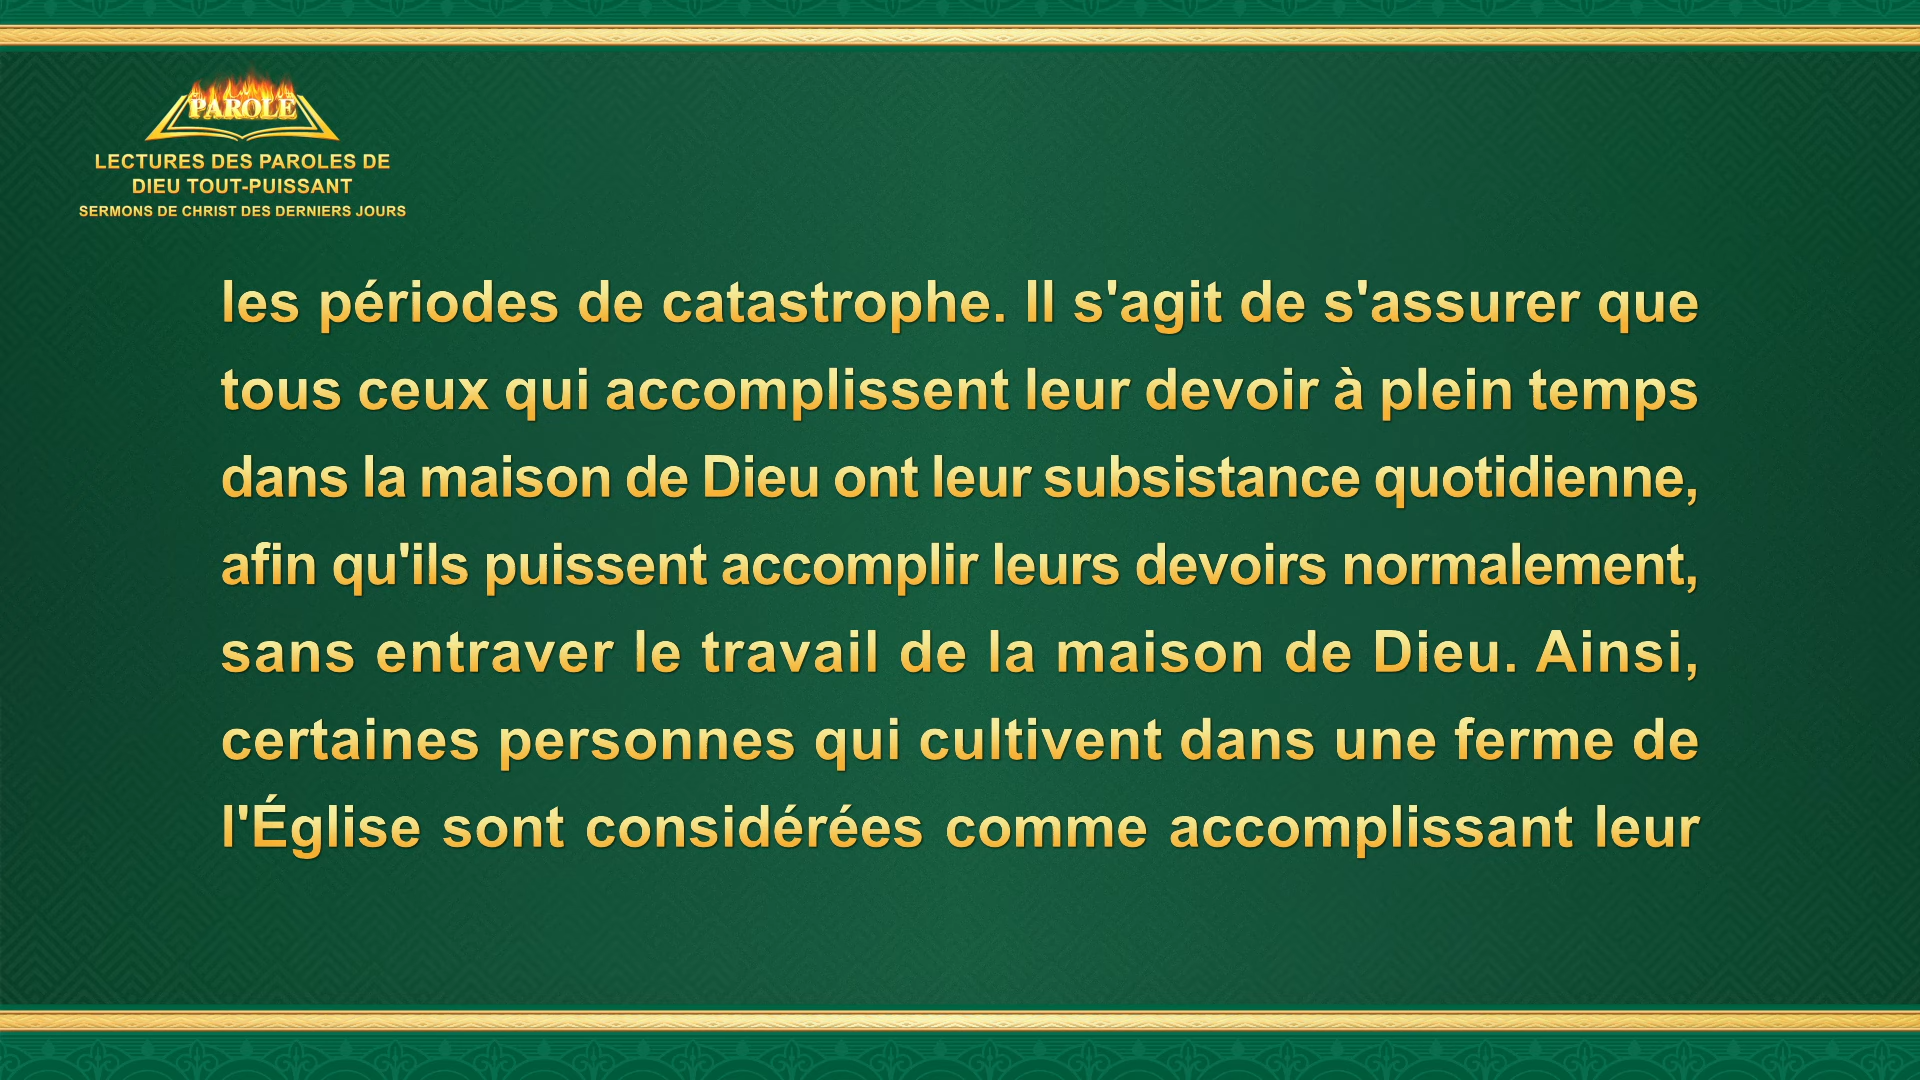 PAROLE
LECTURES DES PAROLES DE
DIEU TOUT-PUISSANT
SERMONS DE CHRIST DES DERNIERS JOURS
les périodes de catastrophe. Il s'agit de s'assurer que
tous ceux qui accomplissent leur devoir à plein temps
dans la maison de Dieu ont leur subsistance quotidienne,
afin qu'ils puissent accomplir leurs devoirs normalement,
sans entraver le travail de la maison de Dieu. Ainsi,
certaines personnes qui cultivent dans une ferme de
l'Église sont considérées comme accomplissant leur